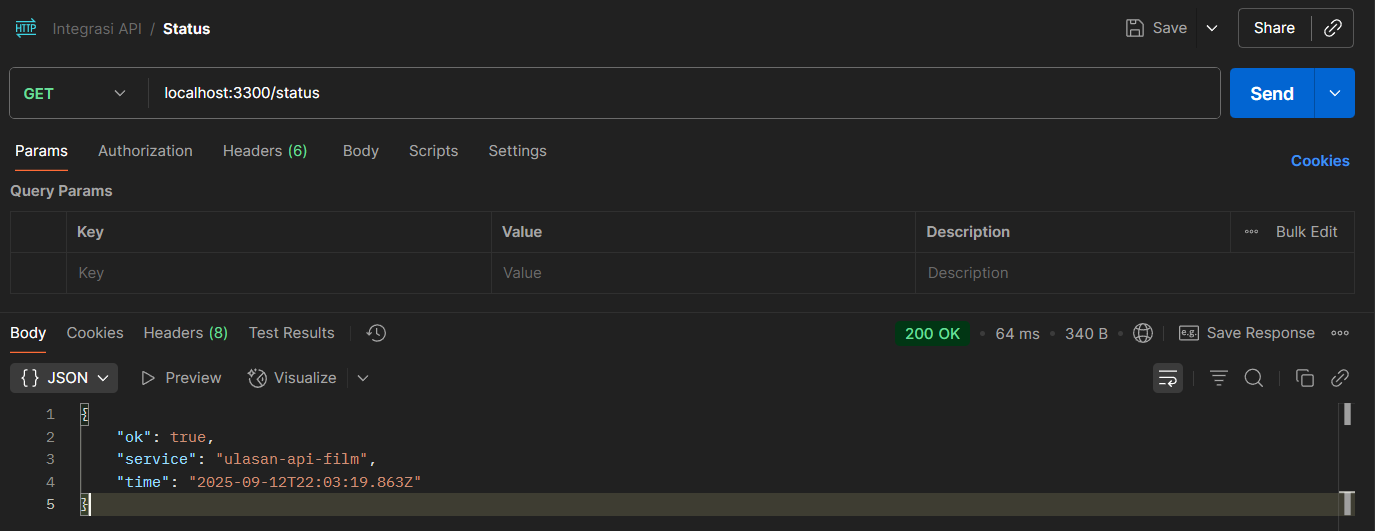 HTTP Integrasi API / Status Save Share
GET localhost:3300/status Send
Params Authorization Headers (6) Body Scripts Settings Cookies
Query Params
Key Value Description Bulk Edit
Key Value Description
Body Cookies Headers (8) Test Results 200 OK • 64 ms • 340 B e.g. Save Response
{} JSON Preview Visualize
1 {
2 "ok": true,
3 "service": "ulasan-api-film",
4 "time": "2025-09-12T22:03:19.863Z"
5 }